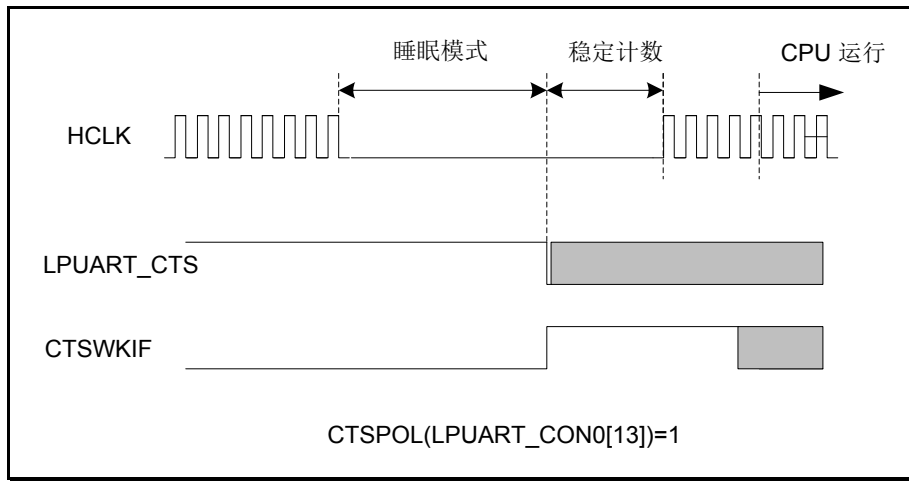 睡眠模式
稳定计数
CPU 运行
HCLK
LPUART_CTS
CTSWKIF
CTSPOL(LPUART_CON0[13])=1